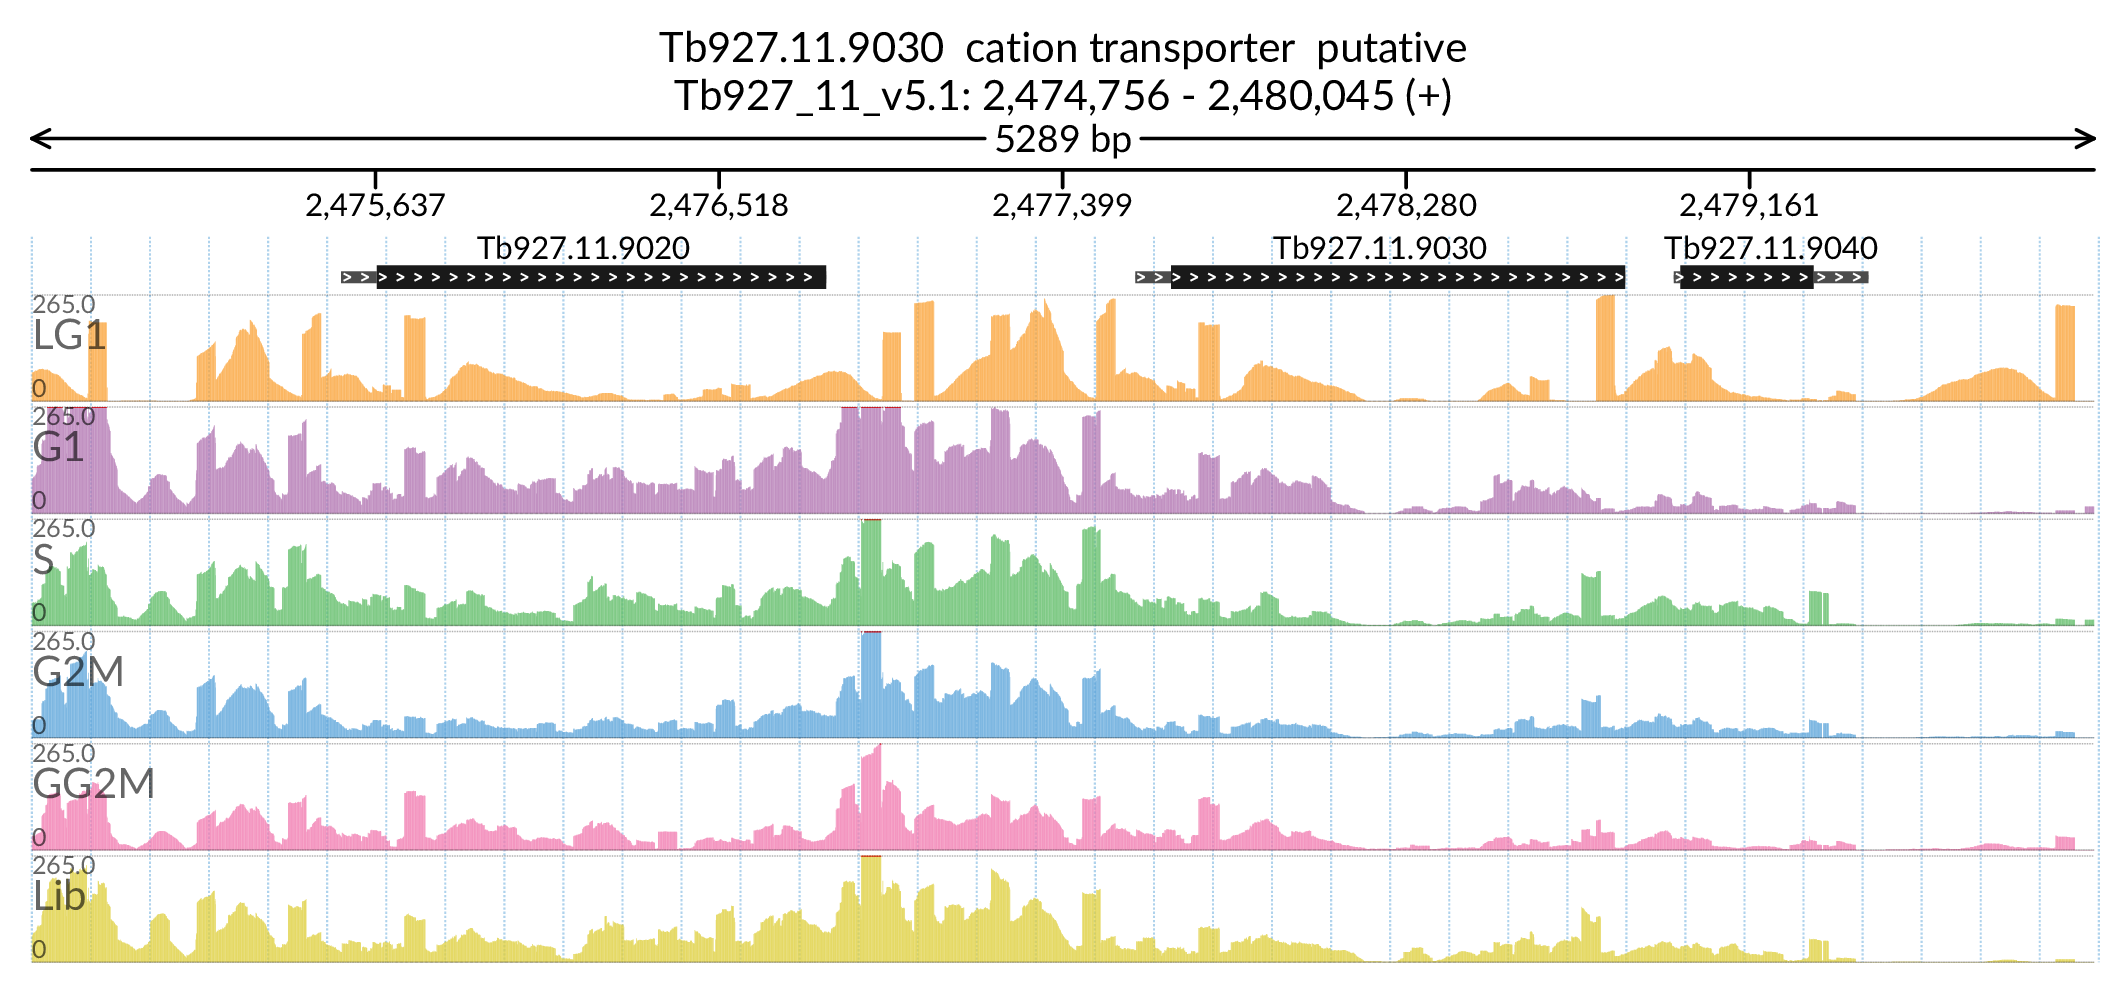 Tb927.11.9030 cation transporter putative
Tb927_11_v5.1: 2,474,756 - 2,480,045 (+)
5289 bp
2,475,637 2,476,518 2,477,399 2,478,280 2,479,161
Tb927.11.9020 Tb927.11.9030 Tb927.11.9040
265.0
LG1
0
265.0
G1
0
265.0
S
0
265.0
G2M
0
265.0
GG2M
0
265.0
Lib
0